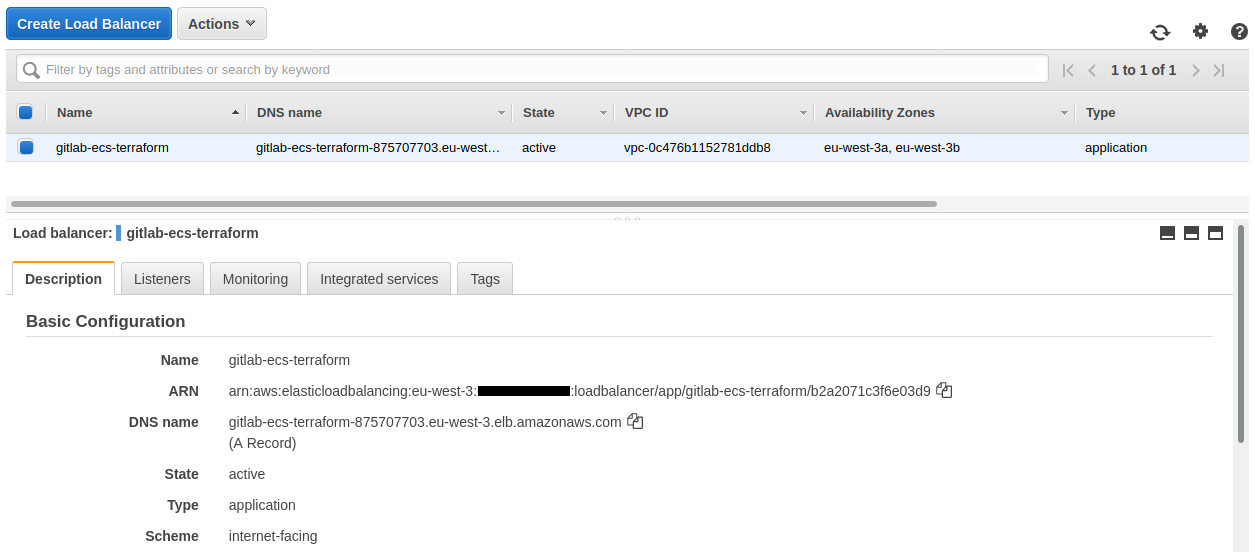 Create Load Balancer Actions
Filter by tags and attributes or search by keyword 1 to 1 of 1
Name DNS name State VPC ID Availability Zones Type
gitlab-ecs-terraform gitlab-ecs-terraform-875707703.eu-west... active vpc-0c476b1152781ddb8 eu-west-3a, eu-west-3b application
Load balancer: gitlab-ecs-terraform
Description Listeners Monitoring Integrated services Tags
Basic Configuration
Name gitlab-ecs-terraform
ARN arn:aws:elasticloadbalancing:eu-west-3: :loadbalancer/app/gitlab-ecs-terraform/b2a2071c3f6e03d9
DNS name gitlab-ecs-terraform-875707703.eu-west-3.elb.amazonaws.com
(A Record)
State active
Type application
Scheme internet-facing